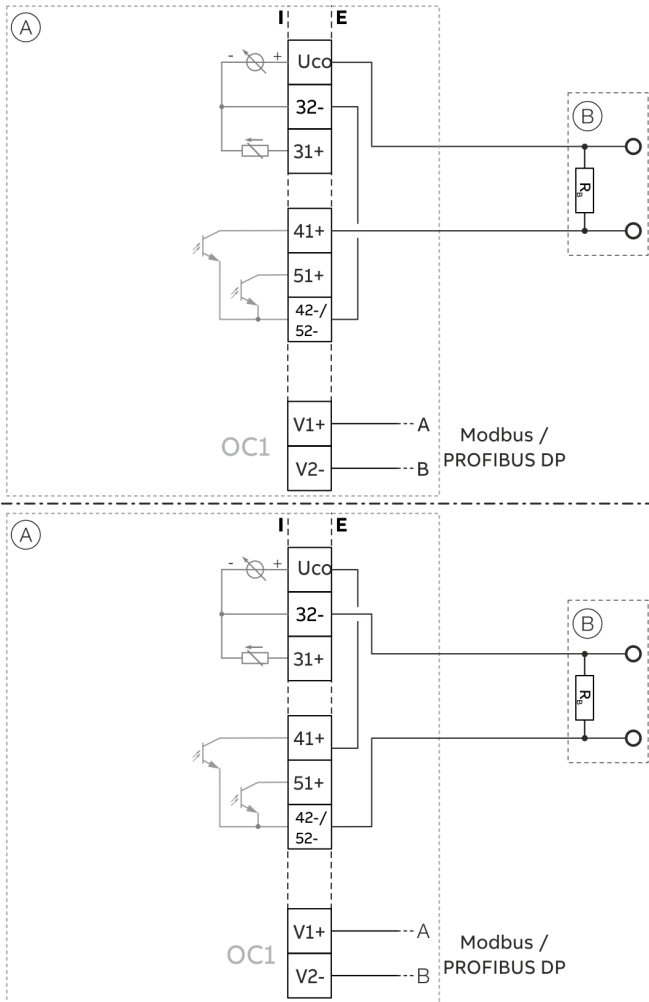 A
I E
- + Uco
32-
31+
B
RB
41+
51+
42-/
52-
V1+ A
OC1
Modbus /
PROFIBUS DP
V2- B
A
I E
- + Uco
32-
31+
B
RB
41+
51+
42-/
52-
V1+ A
OC1
Modbus /
PROFIBUS DP
V2- B